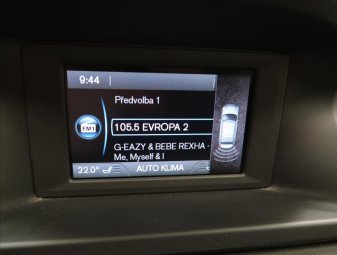 9:44
Předvolba 1
FM1
105.5 EVROPA 2
G-EAZY & BEBE REXHA -
Me, Myself & I
22.0° AUTO KLIMA